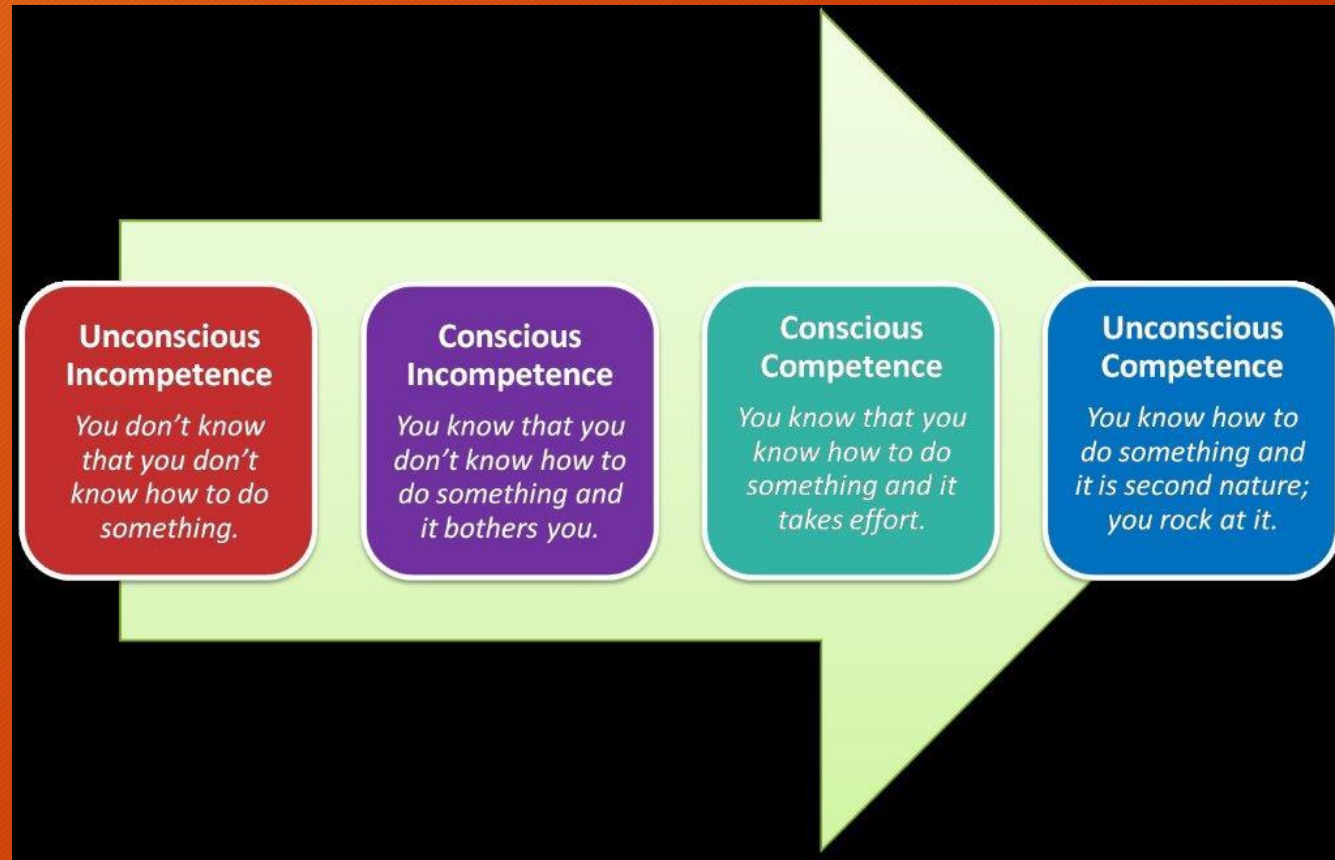 Unconscious
Incompetence
You don’t know
that you don’t
know how to do
something.
Conscious
Incompetence
You know that you
don’t know how to
do something and
it bothers you.
Conscious
Competence
You know that you
know how to do
something and it
takes effort.
Unconscious
Competence
You know how to
do something and
it is second nature;
you rock at it.